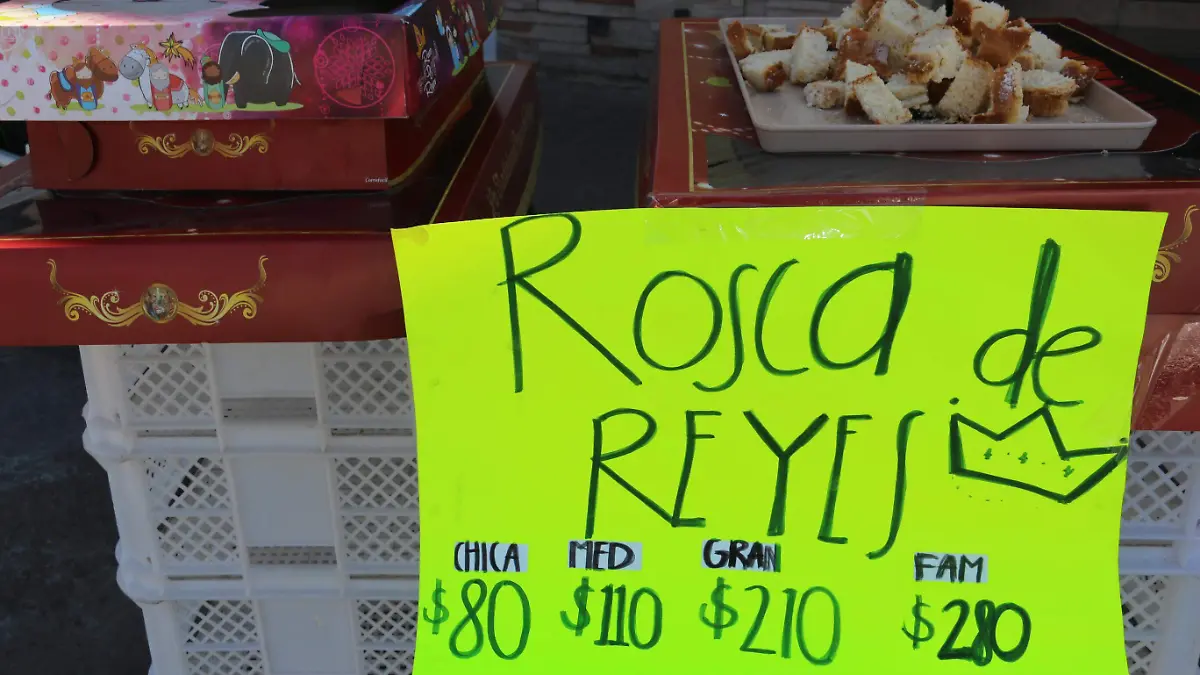 Rosca de
REYES
CHICA MED GRAN FAM
$80 $110 $210 $280